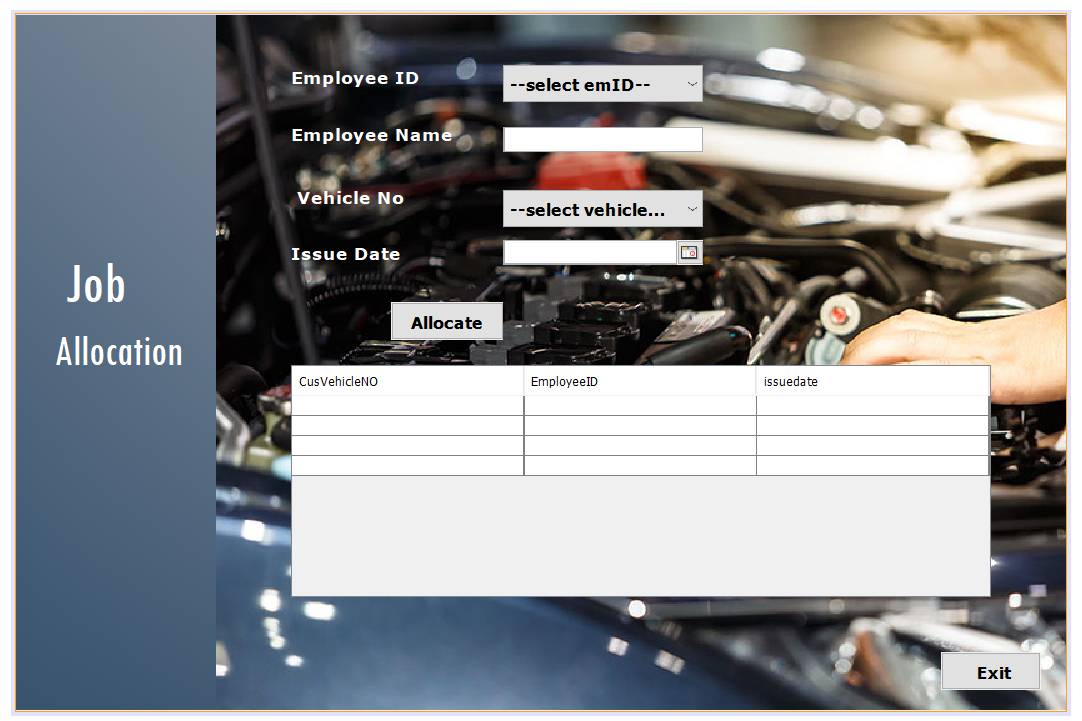 Job
Allocation
Employee ID
--select emID--
Employee Name
Vehicle No
--select vehicle...
Issue Date
Allocate
CusVehicleNO EmployeeID issuedate
Exit